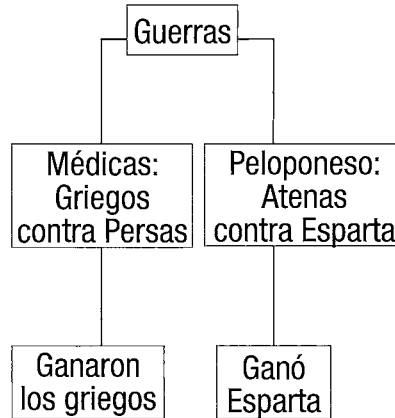 Guerras
Médicas:
Griegos
contra Persas
Peloponeso:
Atenas
contra Esparta
Ganaron
los griegos
Ganó
Esparta